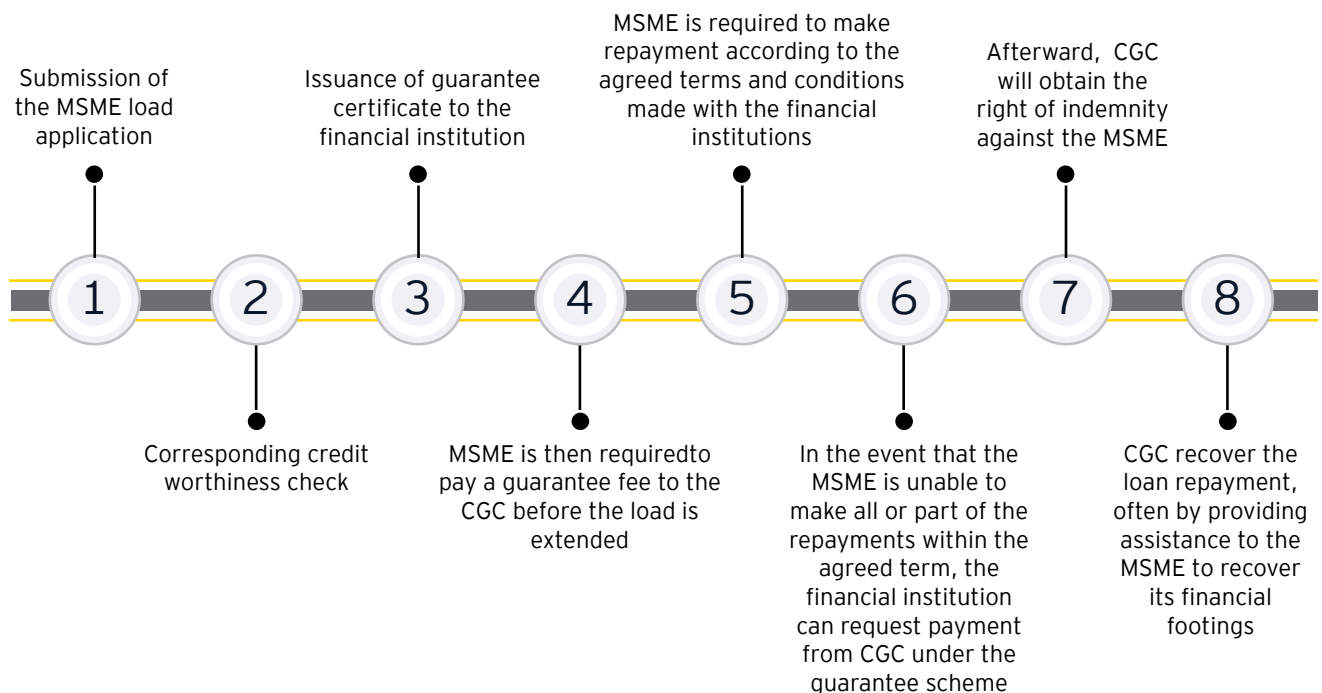 Submission of
the MSME load
application
Issuance of guarantee
certificate to the
financial institution
MSME is required to make
repayment according to the
agreed terms and conditions
made with the financial
institutions
Afterward, CGC
will obtain the
right of indemnity
against the MSME
1
2
3
4
5
6
7
8
Corresponding credit
worthiness check
MSME is then requiredto
pay a guarantee fee to the
CGC before the load is
extended
In the event that the
MSME is unable to
make all or part of the
repayments within the
agreed term, the
financial institution
can request payment
from CGC under the
guarantee scheme
CGC recover the
loan repayment,
often by providing
assistance to the
MSME to recover
its financial
footings